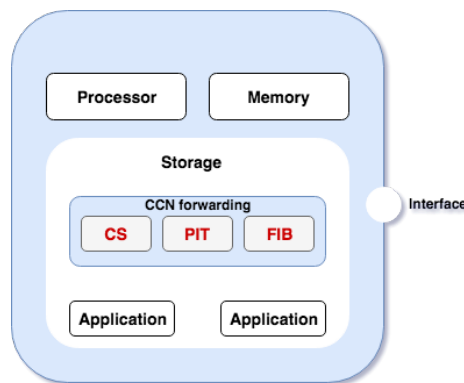 Processor
Memory
Storage
CCN forwarding
CS
PIT
FIB
Interface
Application
Application